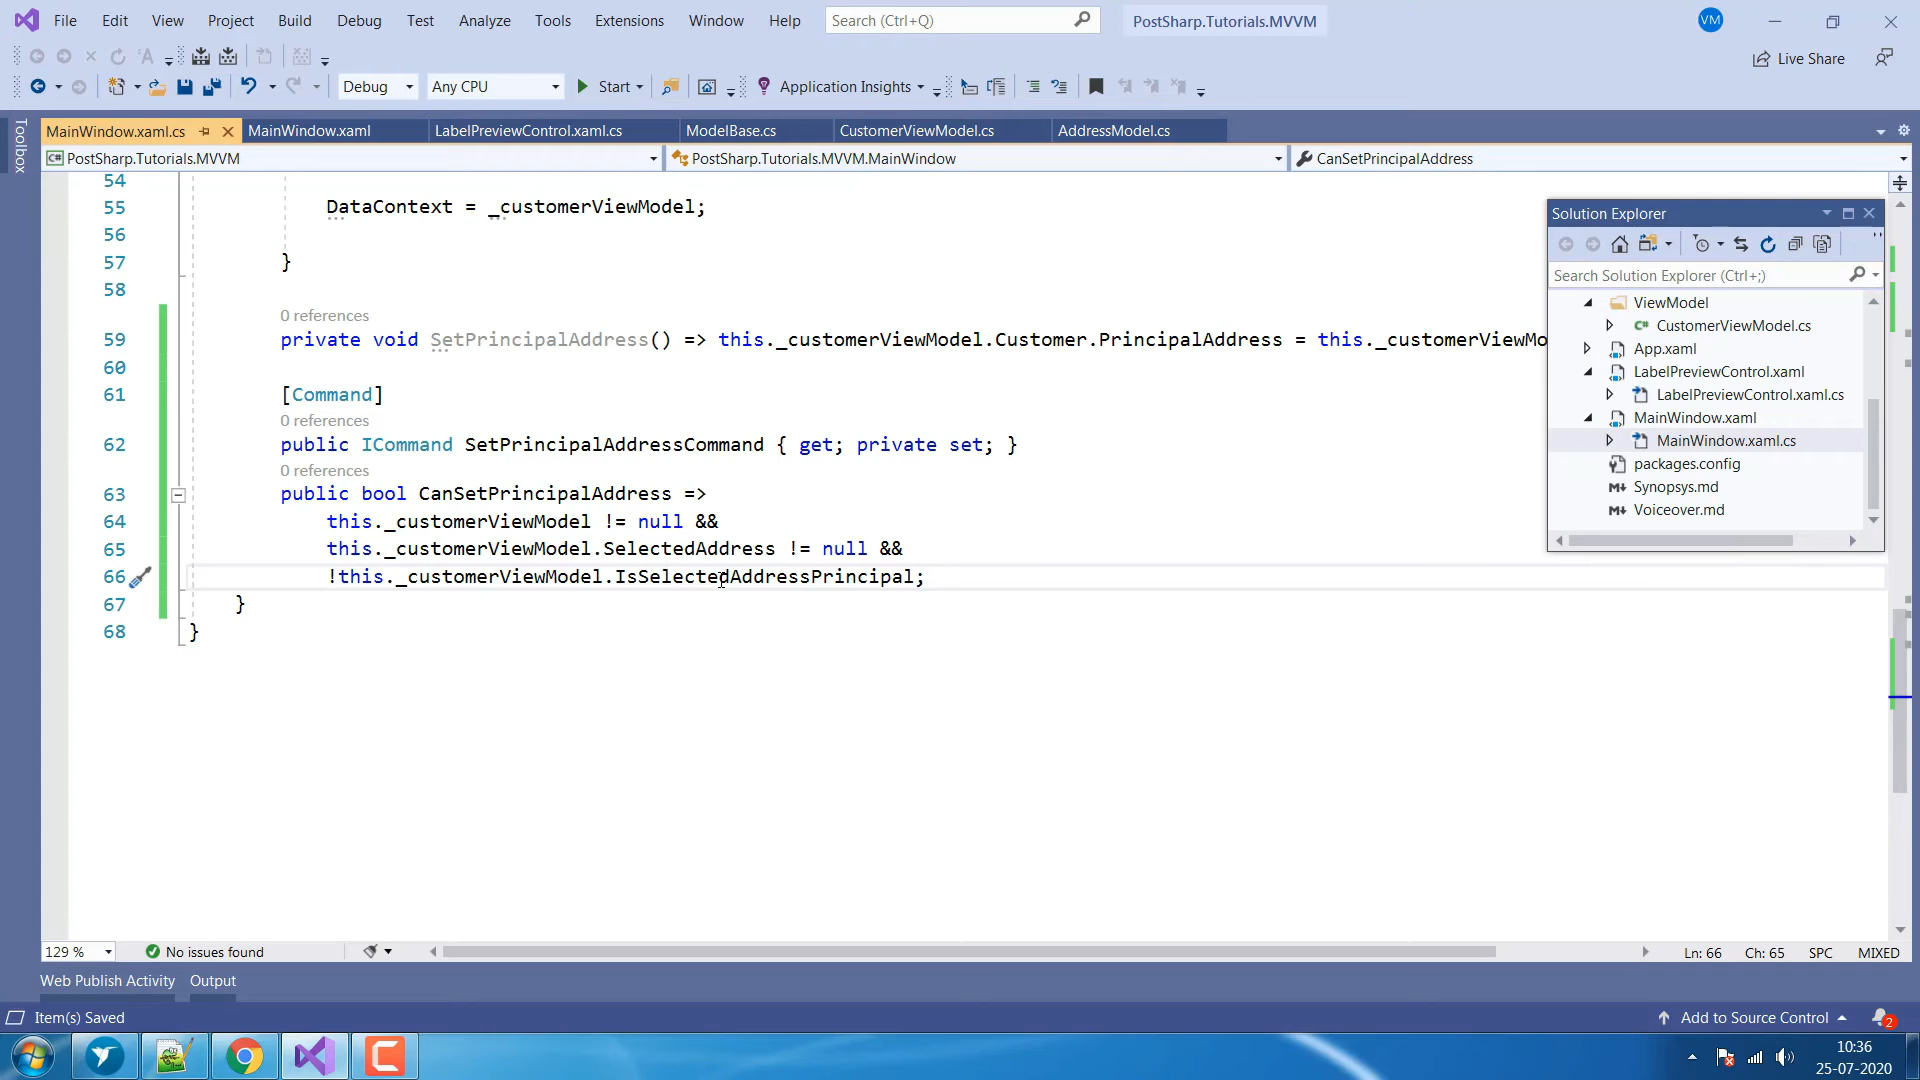 File Edit View Project Build Debug Test Analyze Tools Extensions Window Help Search (Ctrl+Q) PostSharp.Tutorials.MVVM VM
Live Share
Debug Any CPU Start Application Insights
Toolbox
MainWindow.xaml.cs MainWindow.xaml LabelPreviewControl.xaml.cs ModelBase.cs CustomerViewModel.cs AddressModel.cs
PostSharp.Tutorials.MVVM PostSharp.Tutorials.MVVM.MainWindow CanSetPrincipalAddress
54
55 DataContext = _customerViewModel;
56
57 }
58
0 references
59 private void SetPrincipalAddress() => this._customerViewModel.Customer.PrincipalAddress = this._customerViewMo
60
61 [Command]
0 references
62 public ICommand SetPrincipalAddressCommand { get; private set; }
0 references
63 public bool CanSetPrincipalAddress =>
64 this._customerViewModel != null &&
65 this._customerViewModel.SelectedAddress != null &&
66 !this._customerViewModel.IsSelectedAddressPrincipal;
67 }
68 }
Solution Explorer
Search Solution Explorer (Ctrl+;)
ViewModel
CustomerViewModel.cs
App.xaml
LabelPreviewControl.xaml
LabelPreviewControl.xaml.cs
MainWindow.xaml
MainWindow.xaml.cs
packages.config
Synopsys.md
Voiceover.md
129 % No issues found Ln: 66 Ch: 65 SPC MIXED
Web Publish Activity Output
Item(s) Saved Add to Source Control 2
10:36
25-07-2020